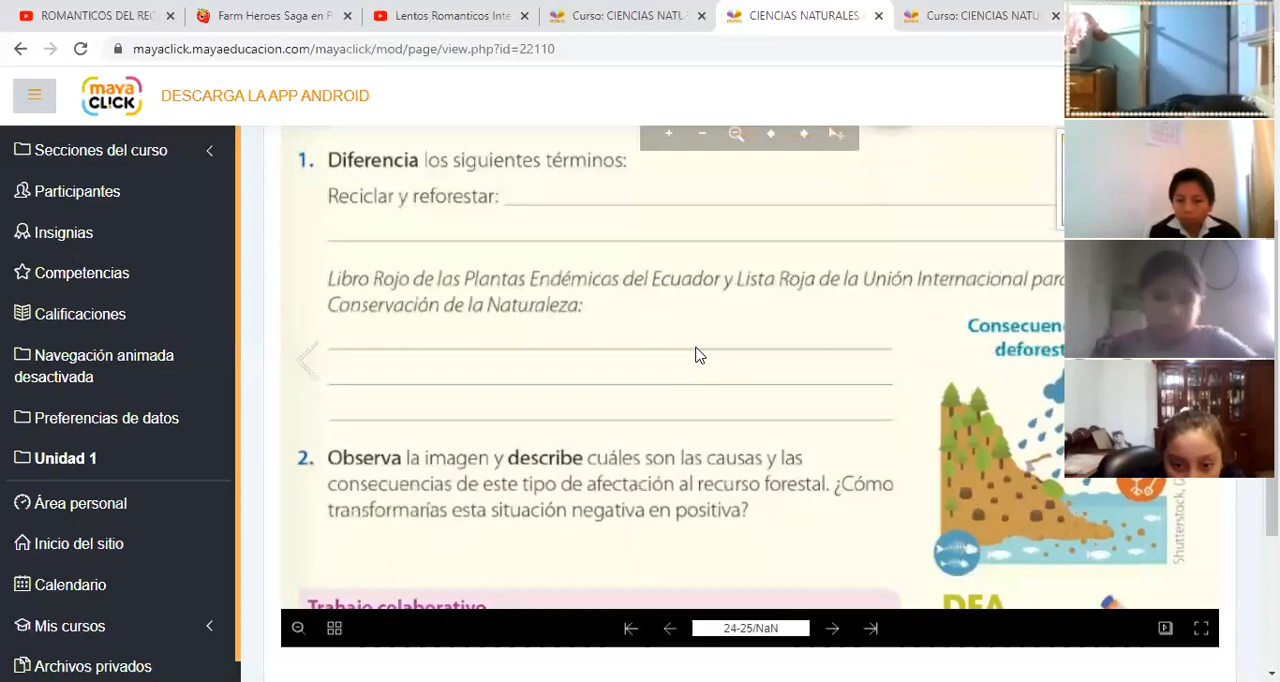 ROMANTICOS DEL REC
Farm Heroes Saga en F
Lentos Romanticos Inte
Curso: CIENCIAS NATU
CIENCIAS NATURALES
Curso: CIENCIAS NATU
mayaclick.mayaeducacion.com/mayaclick/mod/page/view.php?id=22110
maya CL!CK
DESCARGA LA APP ANDROID
Secciones del curso
Participantes
Insignias
Competencias
Calificaciones
Navegación animada
desactivada
Preferencias de datos
Unidad 1
Área personal
Inicio del sitio
Calendario
Mis cursos
Archivos privados
1. Diferencia los siguientes términos:
Reciclar y reforestar:
Libro Rojo de las Plantas Endémicas del Ecuador y Lista Roja de la Unión Internacional para
Conservación de la Naturaleza:
Consecuen
deforest
2. Observa la imagen y describe cuáles son las causas y las
consecuencias de este tipo de afectación al recurso forestal. ¿Cómo
transformarías esta situación negativa en positiva?
Trabajo colaborativo
24-25/NaN